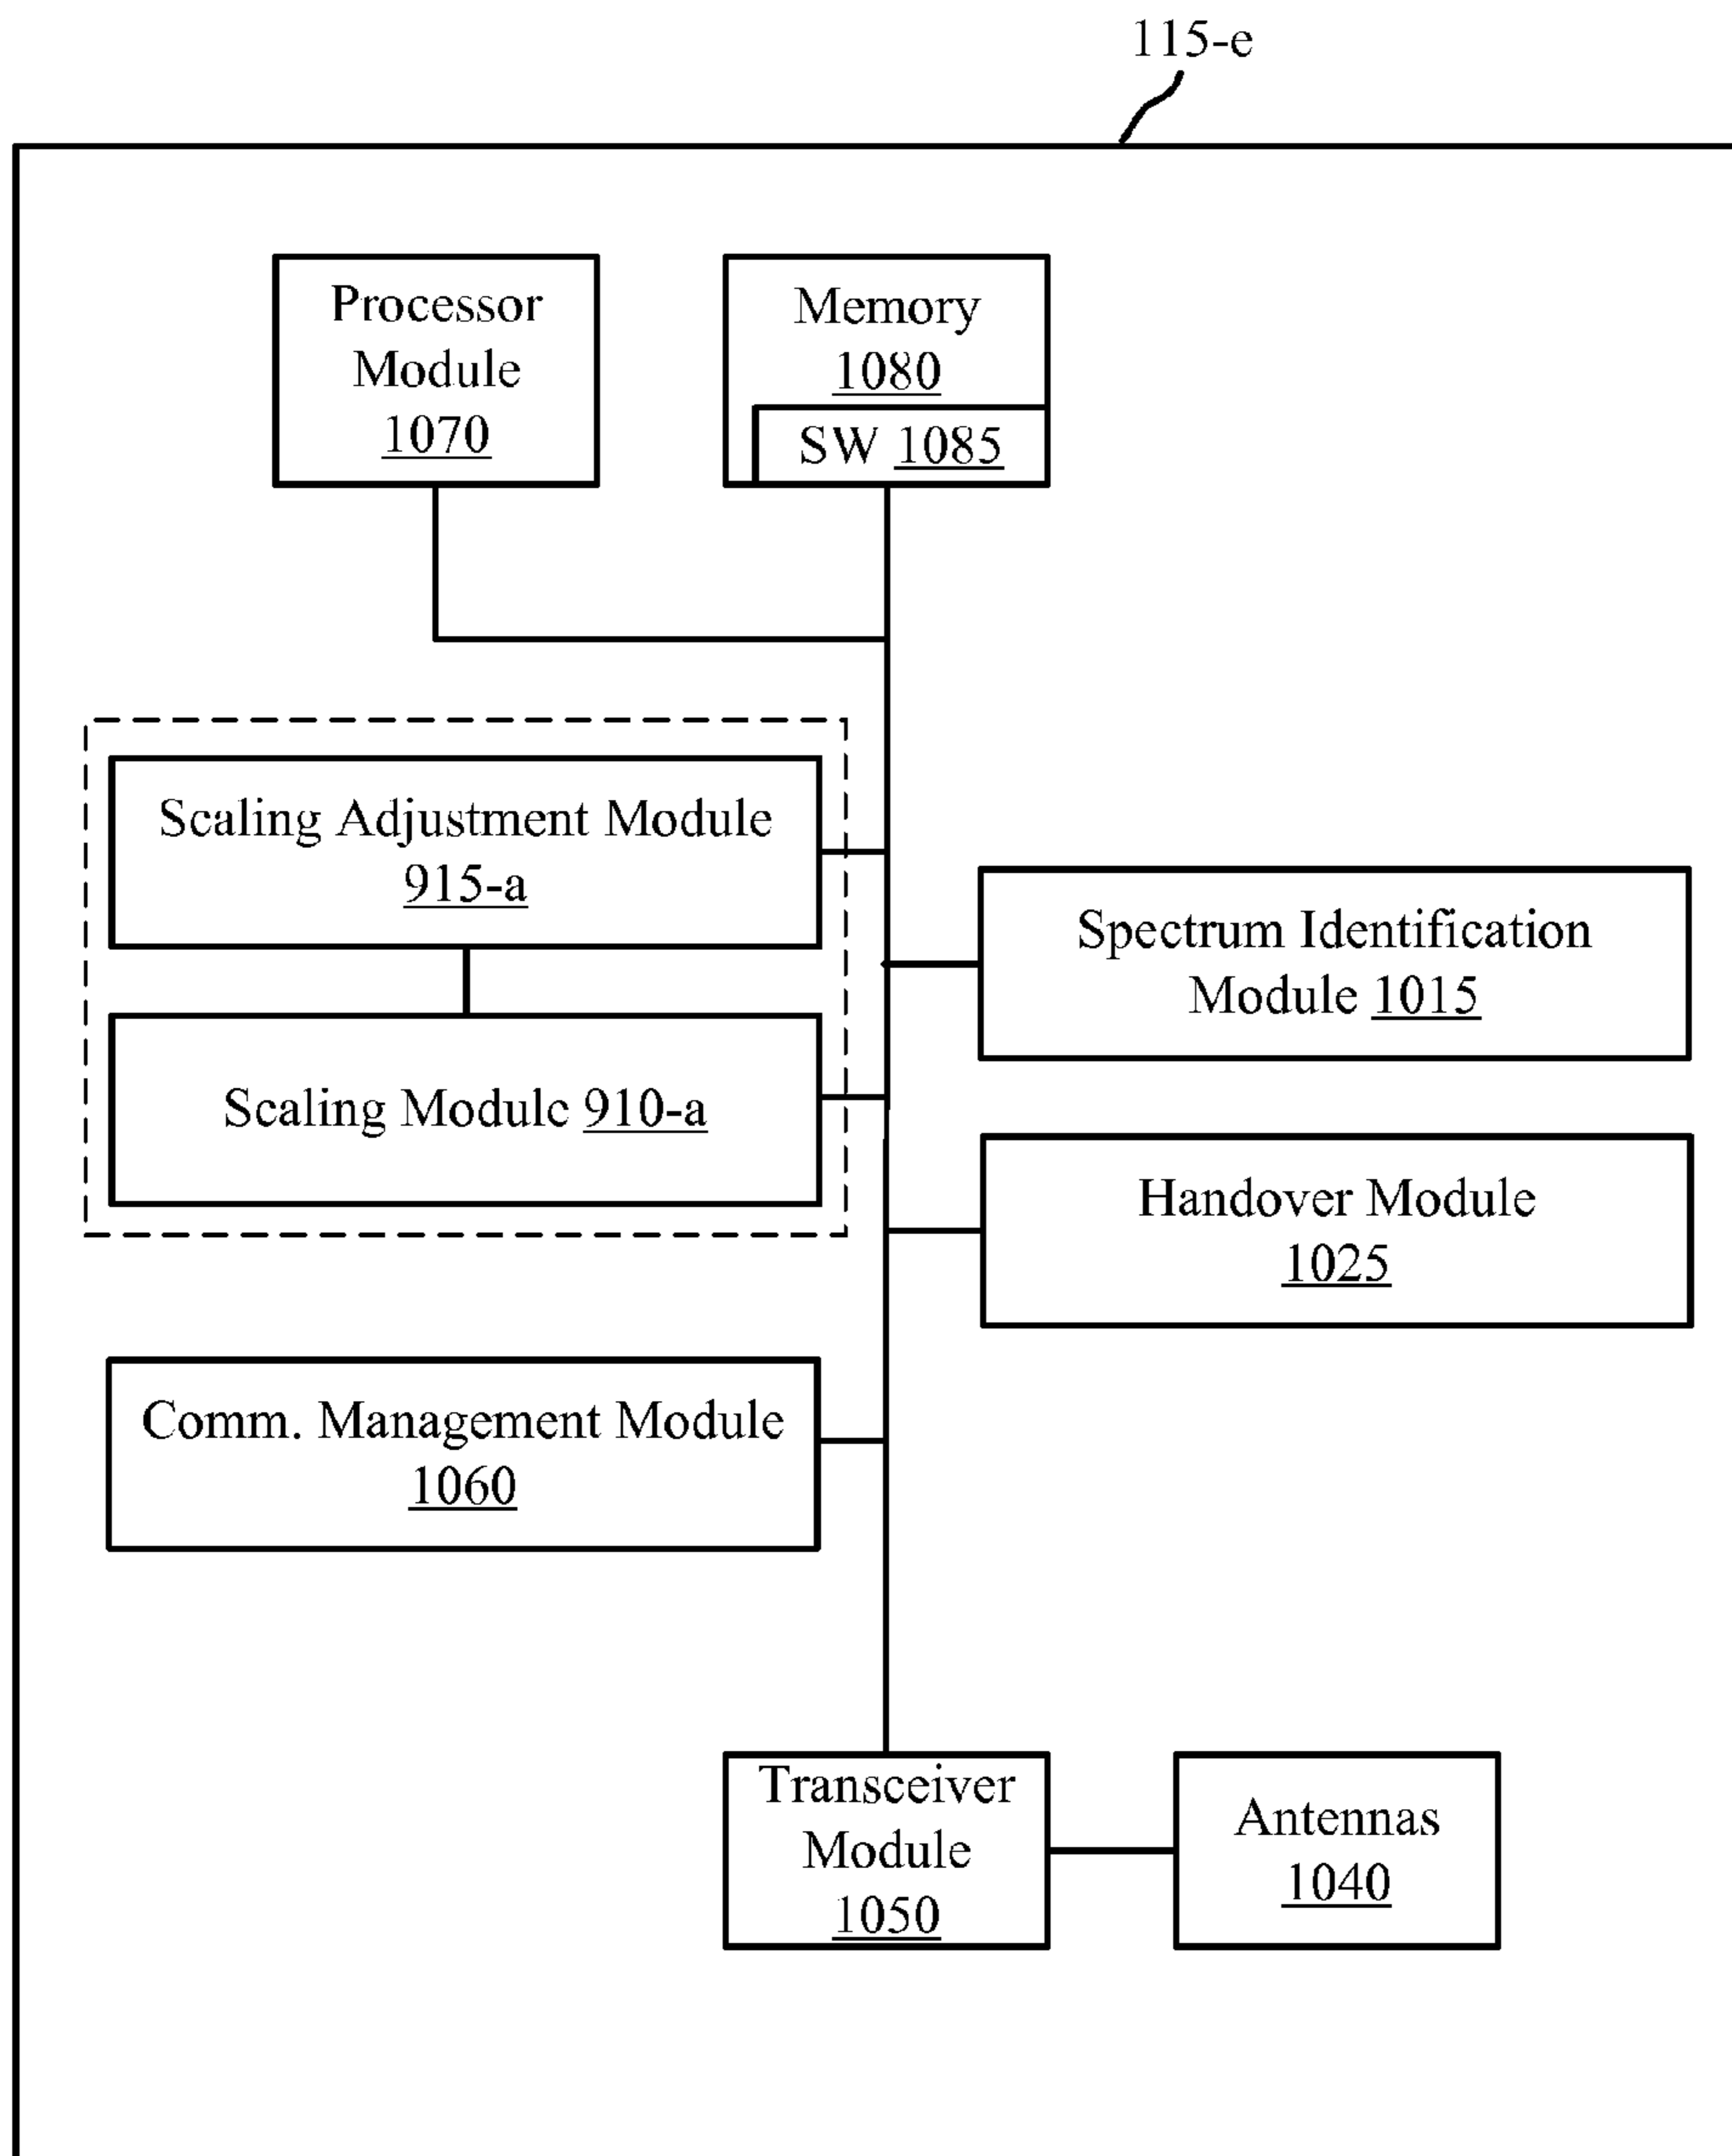 115-e
Processor
Module
1070
Memory
1080
SW 1085
Scaling Adjustment Module
915-a
Spectrum Identification
Module 1015
Scaling Module 910-a
Handover Module
1025
Comm. Management Module
1060
Transceiver
Module
1050
Antennas
1040